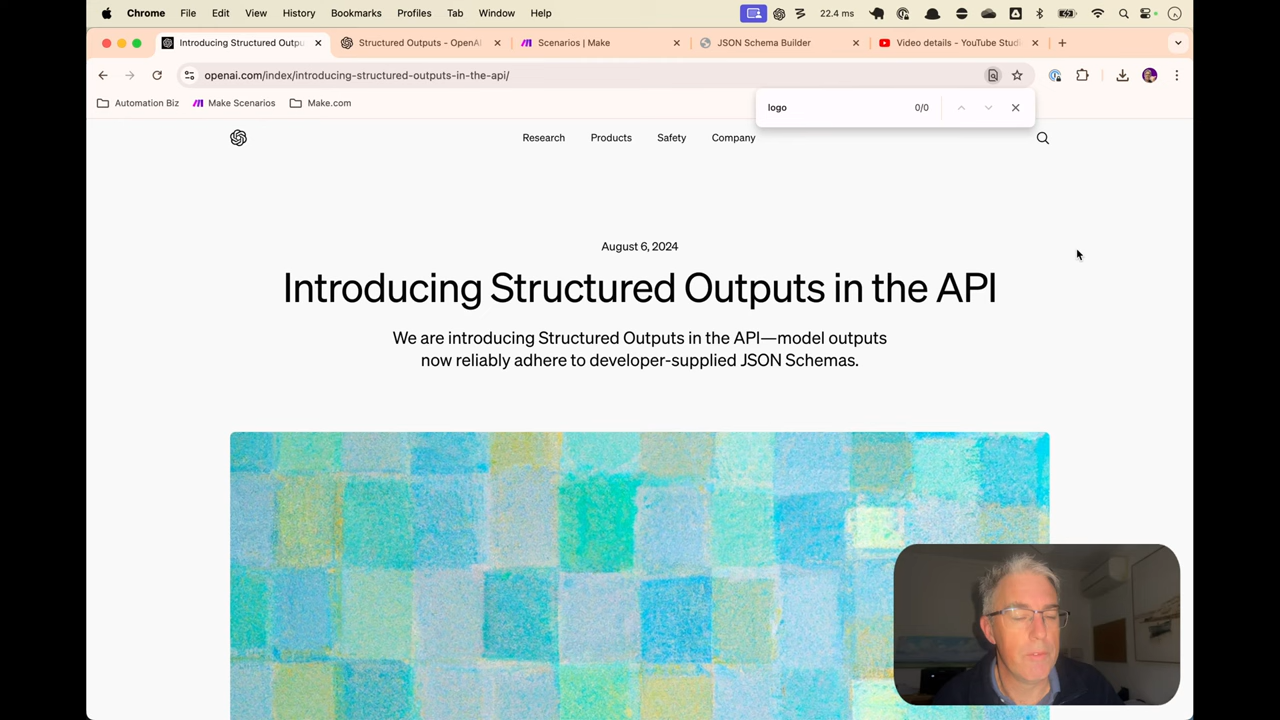 Chrome File Edit View History Bookmarks Profiles Tab Window Help 22.4 ms
Introducing Structured Outpu
Structured Outputs - OpenAI
Scenarios | Make
JSON Schema Builder
Video details - YouTube Studi
openai.com/index/introducing-structured-outputs-in-the-api/
Automation Biz Make Scenarios Make.com
logo 0/0
Research Products Safety Company
August 6, 2024
Introducing Structured Outputs in the API
We are introducing Structured Outputs in the API—model outputs
now reliably adhere to developer-supplied JSON Schemas.